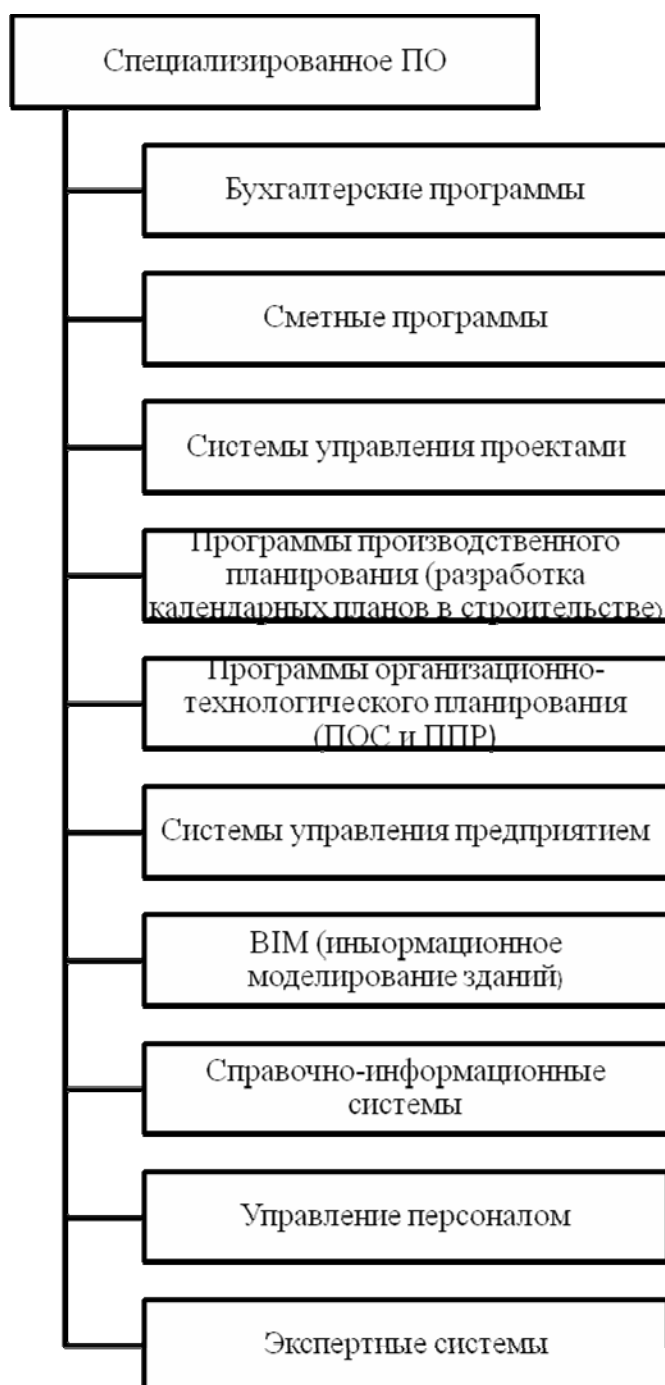 Специализированное ПО
Бухгалтерские программы
Сметные программы
Системы управления проектами
Программы производственного
планирования (разработка
календарных планов в строительстве)
Программы организационно-
технологического планирования
(ПОС и ППР)
Системы управления предприятием
BIM (иныормационное
моделирование зданий)
Справочно-информационные
системы
Управление персоналом
Экспертные системы